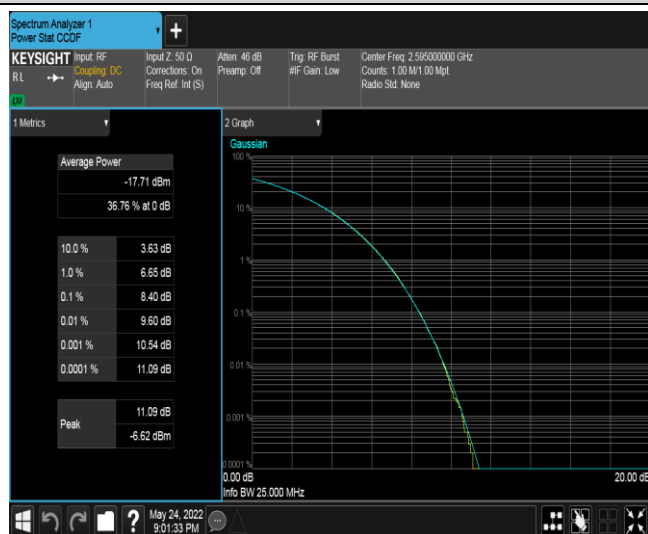 Spectrum Analyzer 1
Power Stat CCDF
+
KEYSIGHT
RL
LXI
Input: RF
Coupling: DC
Align: Auto
Input Z: 50 Ω
Corrections: On
Freq Ref: Int (S)
Atten: 46 dB
Preamp: Off
Trig: RF Burst
#IF Gain: Low
Center Freq: 2.595000000 GHz
Counts: 1.00 M/1.00 Mpt
Radio Std: None
1 Metrics
Average Power
-17.71 dBm
36.76 % at 0 dB
10.0 % 3.63 dB
1.0 % 6.65 dB
0.1 % 8.40 dB
0.01 % 9.60 dB
0.001 % 10.54 dB
0.0001 % 11.09 dB
Peak
11.09 dB
-6.62 dBm
2 Graph
Gaussian
100 %
10 %
1 %
0.1 %
0.01 %
0.001 %
0.0001 %
0.00 dB 20.00 dB
Info BW 25.000 MHz
?
May 24, 2022
9:01:33 PM